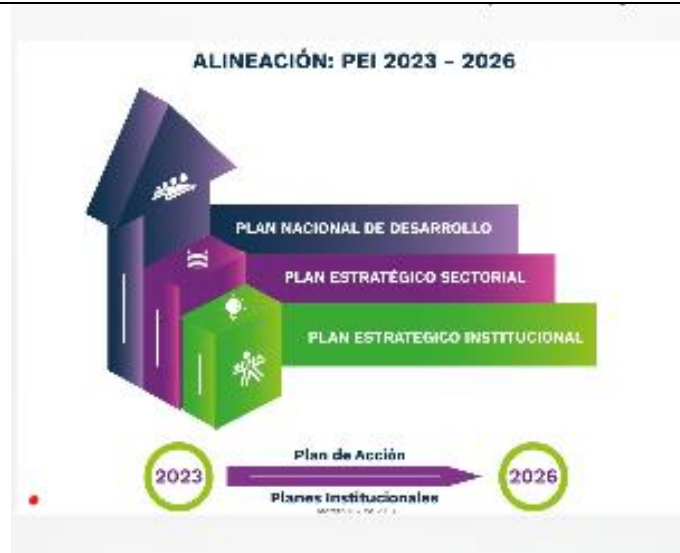 ALINEACIÓN: PEI 2023 – 2026
PLAN NACIONAL DE DESARROLLO
PLAN ESTRATÉGICO SECTORIAL
PLAN ESTRATEGICO INSTITUCIONAL
Plan de Acción
2023
2026
Planes Institucionales